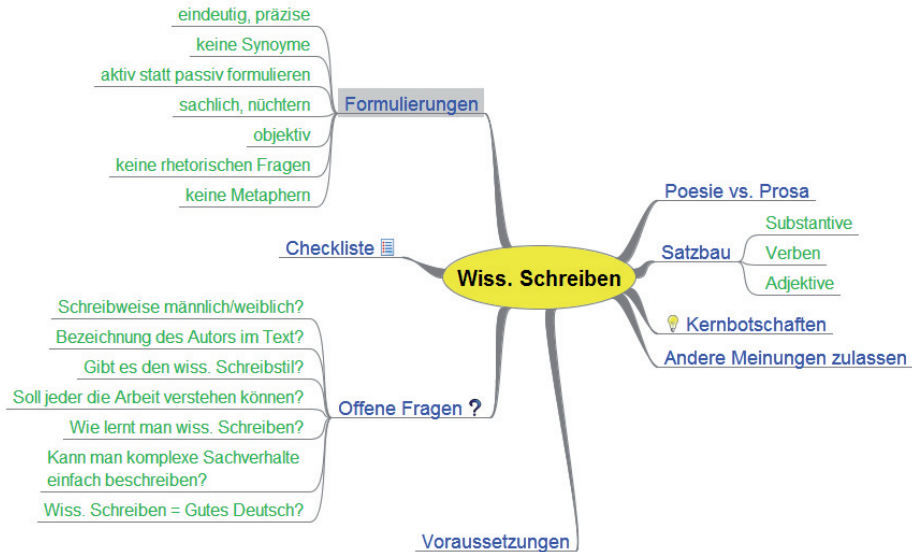 eindeutig, präzise
keine Synoyme
aktiv statt passiv formulieren
sachlich, nüchtern
objektiv
keine rhetorischen Fragen
keine Metaphern
Formulierungen
Checkliste
Schreibweise männlich/weiblich?
Bezeichnung des Autors im Text?
Gibt es den wiss. Schreibstil?
Soll jeder die Arbeit verstehen können?
Wie lernt man wiss. Schreiben?
Kann man komplexe Sachverhalte
einfach beschreiben?
Wiss. Schreiben = Gutes Deutsch?
Offene Fragen ?
Wiss. Schreiben
Poesie vs. Prosa
Satzbau
Substantive
Verben
Adjektive
Kernbotschaften
Andere Meinungen zulassen
Voraussetzungen